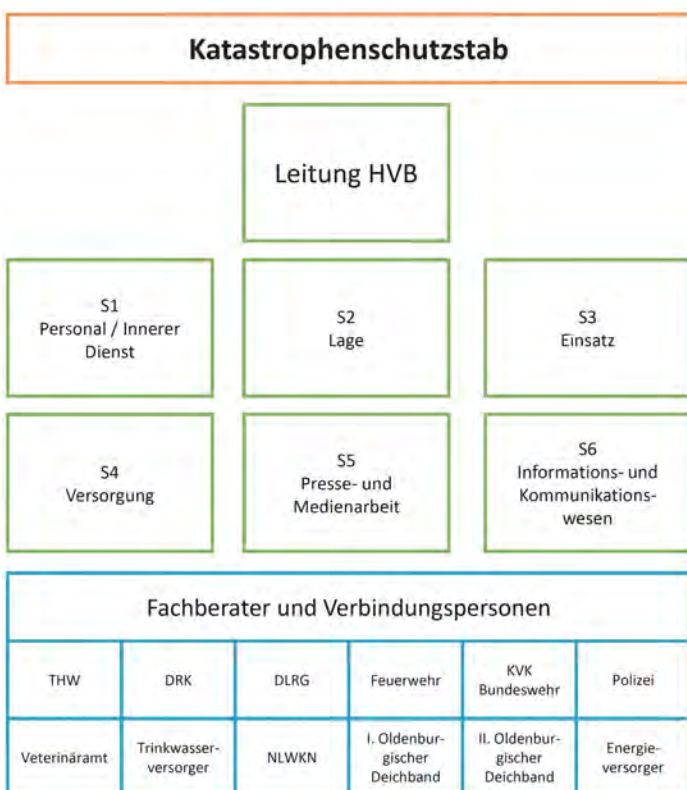 Katastrophenschutzstab
Leitung HVB
S1
Personal / Innerer
Dienst
S2
Lage
S3
Einsatz
S4
Versorgung
S5
Presse- und
Medienarbeit
S6
Informations- und
Kommunikations-
wesen
Fachberater und Verbindungspersonen
THW
DRK
DLRG
Feuerwehr
KVK
Bundeswehr
Polizei
Veterinäramt
Trinkwasser-
versorger
NLWKN
I. Oldenbur-
gischer
Deichband
II. Oldenbur-
gischer
Deichband
Energie-
versorger